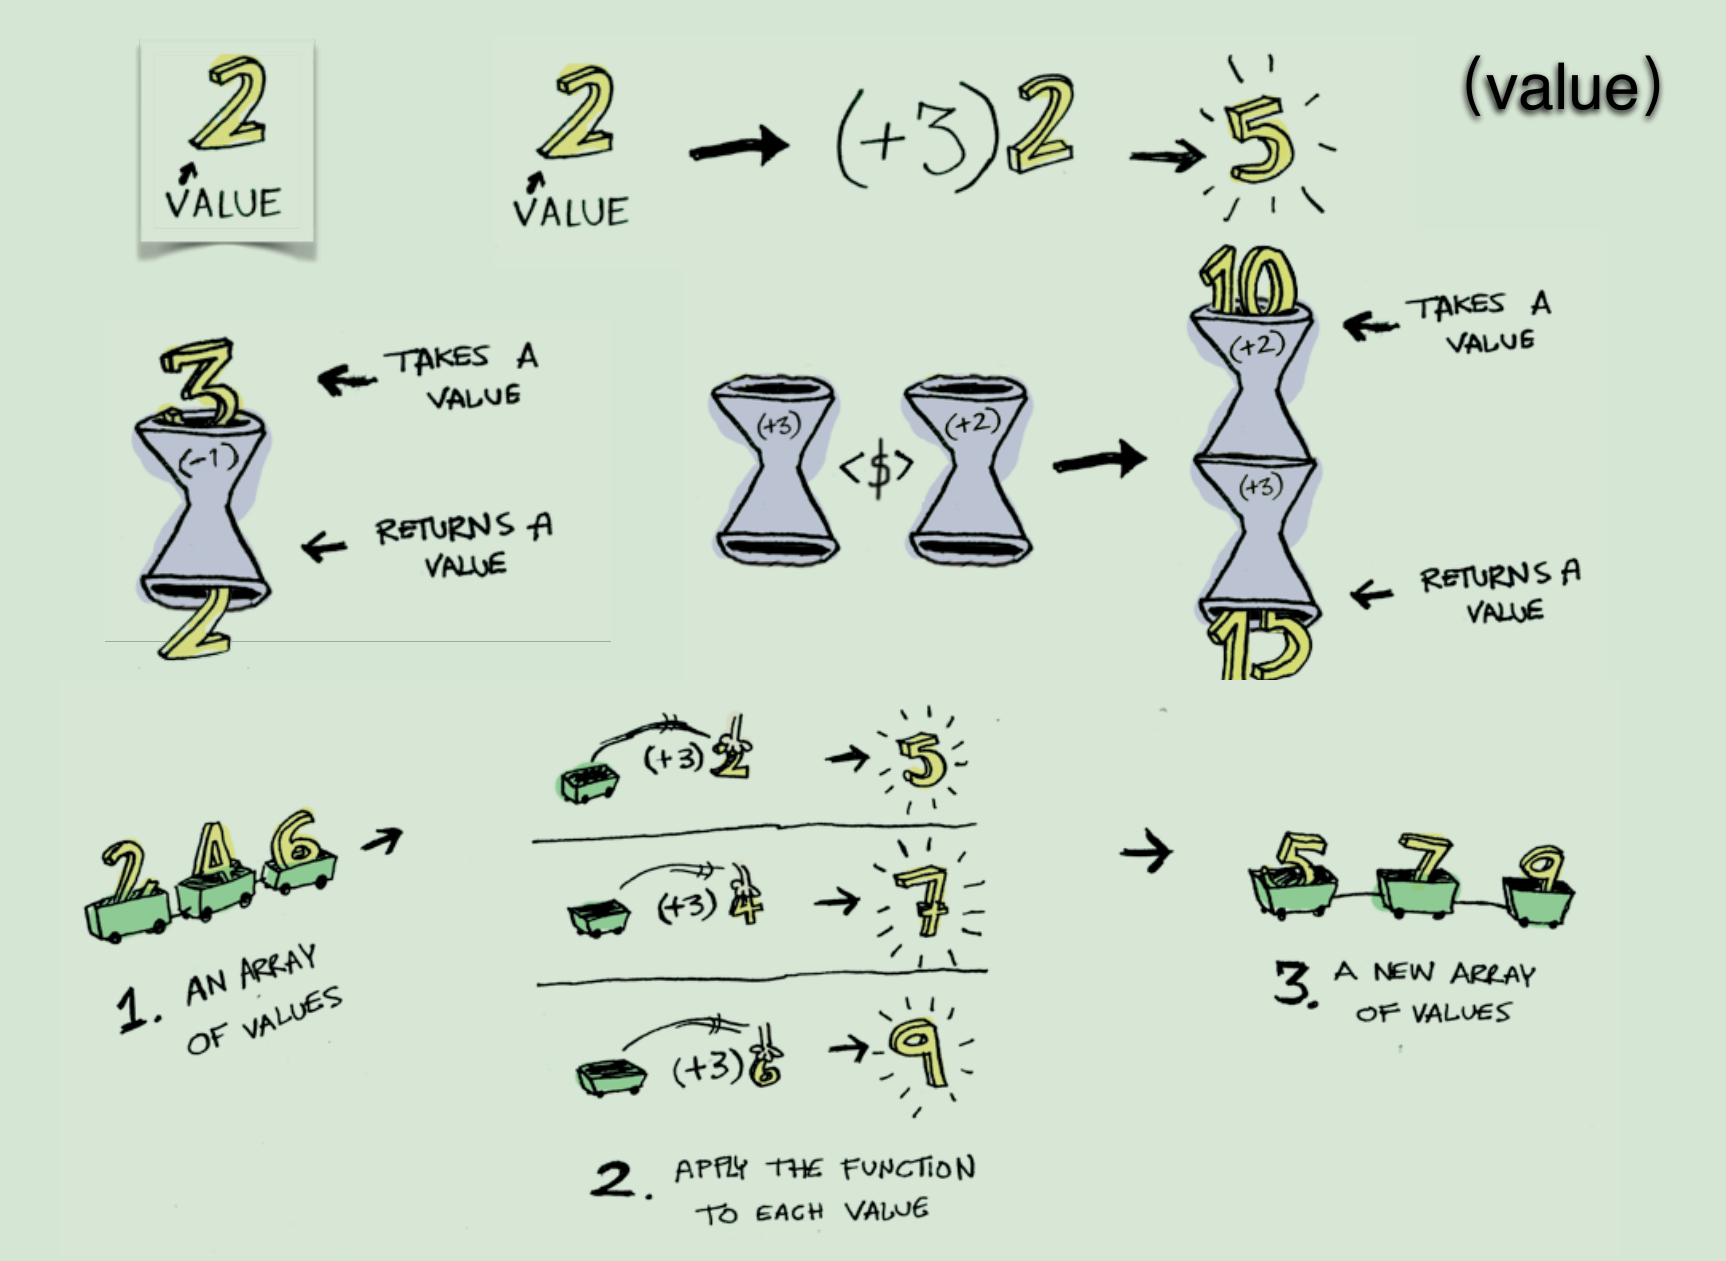 (value)
2
VALUE
2
VALUE
(+3) 2
5
3
(-1)
2
TAKES A
VALUE
RETURNS A
VALUE
(+3)
<$>
(+2)
10
(+2)
(+3)
15
TAKES A
VALUE
RETURNS A
VALUE
2 4 6
1. AN ARRAY
OF VALUES
(+3) 2
5
(+3) 4
7
(+3) 6
9
2. APPLY THE FUNCTION
TO EACH VALUE
5 7 9
3. A NEW ARRAY
OF VALUES